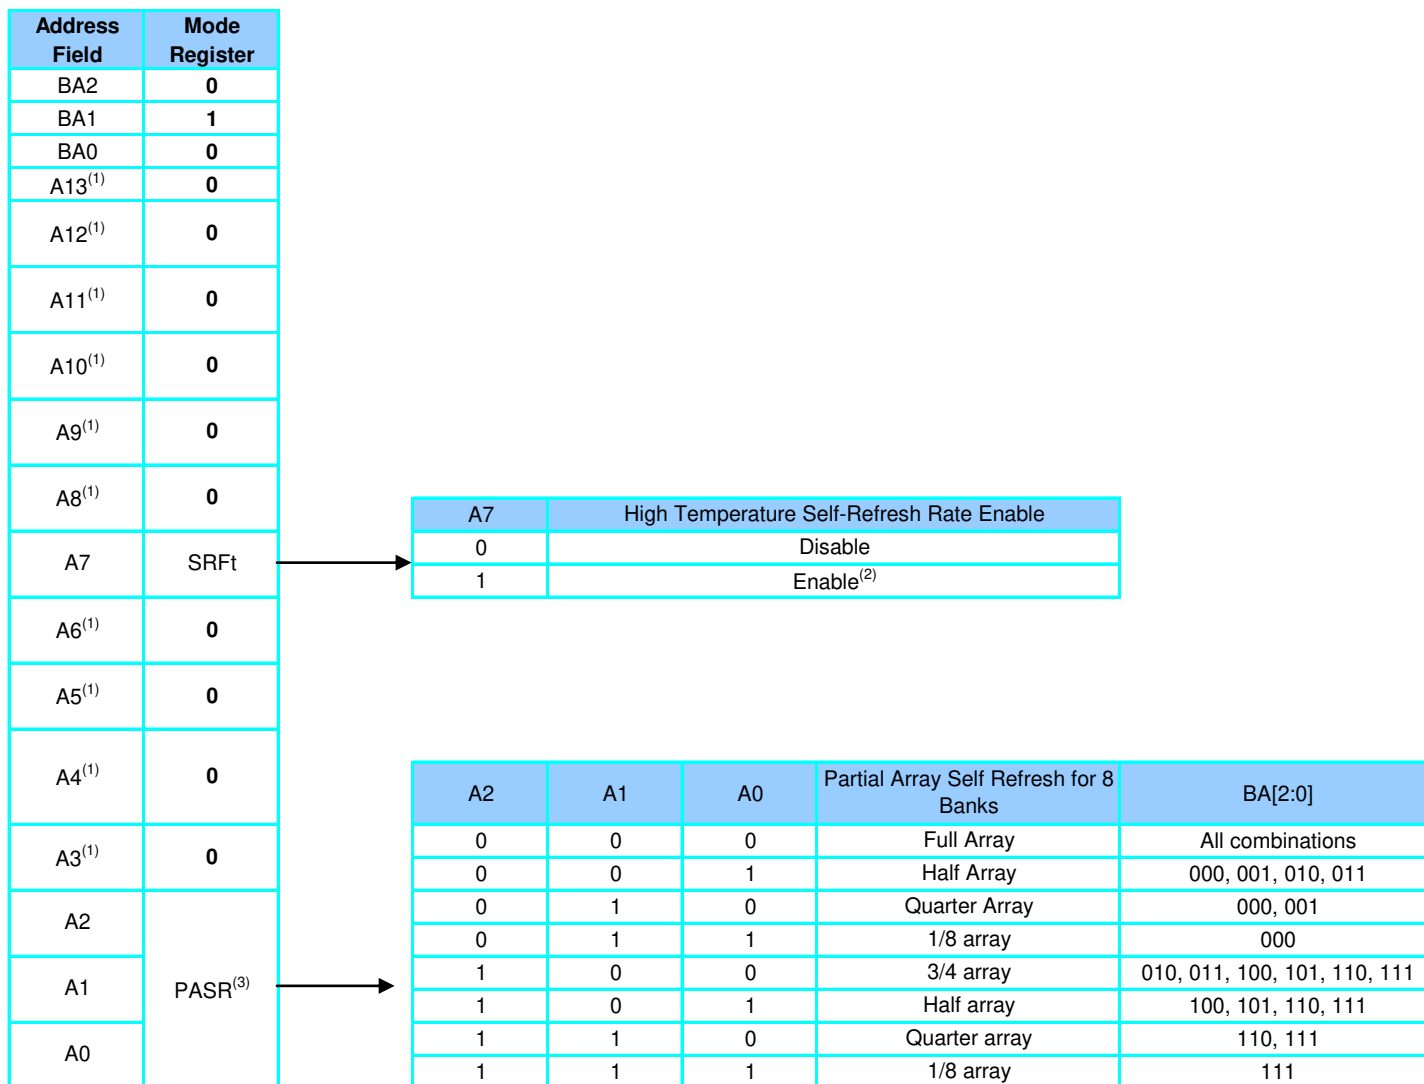 Address Field Mode Register
BA2 0
BA1 1
BA0 0
A13(1) 0
A12(1) 0
A11(1) 0
A10(1) 0
A9(1) 0
A8(1) 0
A7 SRFt
A6(1) 0
A5(1) 0
A4(1) 0
A3(1) 0
A2
A1 PASR(3)
A0
A7 High Temperature Self-Refresh Rate Enable
0 Disable
1 Enable(2)
A2 A1 A0 Partial Array Self Refresh for 8 Banks BA[2:0]
0 0 0 Full Array All combinations
0 0 1 Half Array 000, 001, 010, 011
0 1 0 Quarter Array 000, 001
0 1 1 1/8 array 000
1 0 0 3/4 array 010, 011, 100, 101, 110, 111
1 0 1 Half array 100, 101, 110, 111
1 1 0 Quarter array 110, 111
1 1 1 1/8 array 111